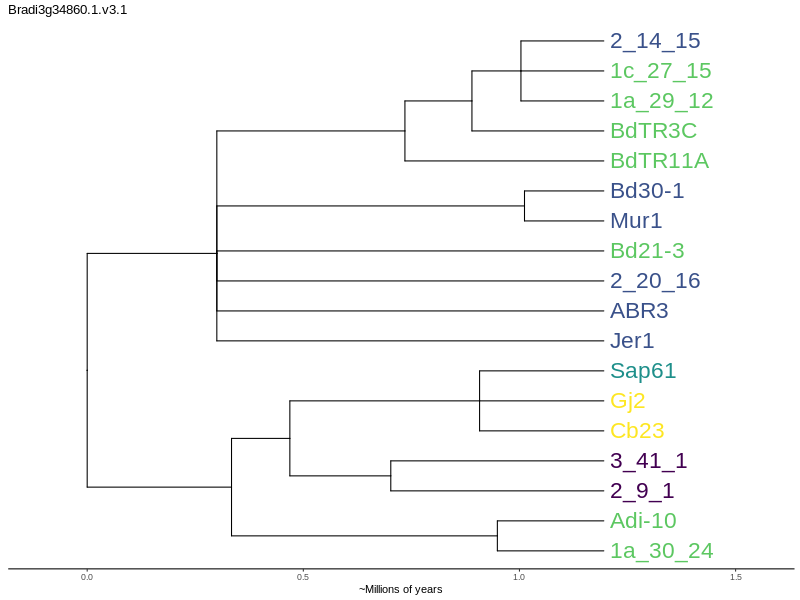 Bradi3g34860.1.v3.1
2_14_15
1c_27_15
1a_29_12
BdTR3C
BdTR11A
Bd30-1
Mur1
Bd21-3
2_20_16
ABR3
Jer1
Sap61
Gj2
Cb23
3_41_1
2_9_1
Adi-10
1a_30_24
0.0 0.5 1.0 1.5
~Millions of years